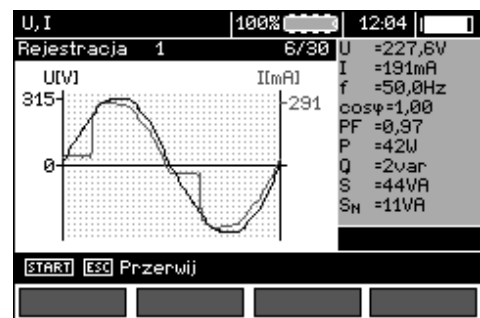 U,I 100% 12:04
Rejestracja 1 6/30
U[V] I[mA]
315 291
0
U =227,6V
I =191mA
f =50,0Hz
cosφ=1,00
PF =0,97
P =42W
Q =2var
S =44VA
SN =11VA
START ESC Przerwij